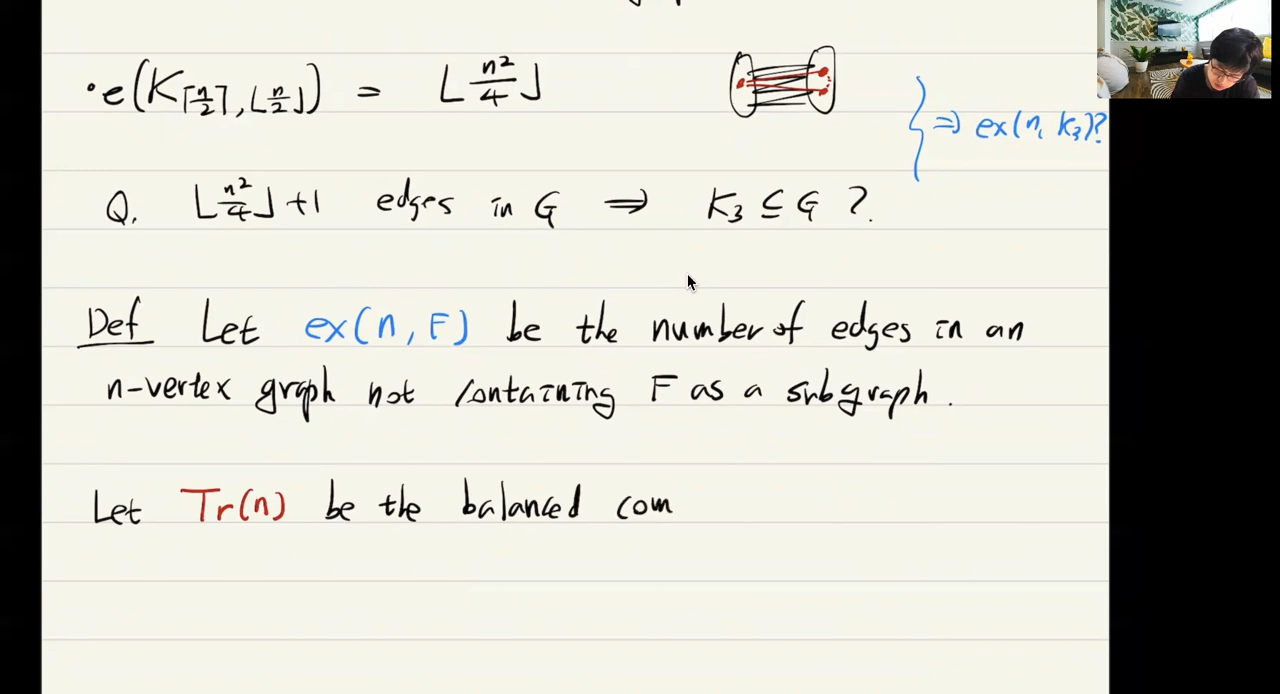 •e(K⌈n/2⌉,⌊n/2⌋) = ⌊n²/4⌋
} ⇒ ex(n, K₃)?
Q. ⌊n²/4⌋+1 edges in G ⇒ K₃ ⊆ G ?
Def Let ex(n, F) be the number of edges in an
n-vertex graph not containing F as a subgraph.
Let Tr(n) be the balanced com